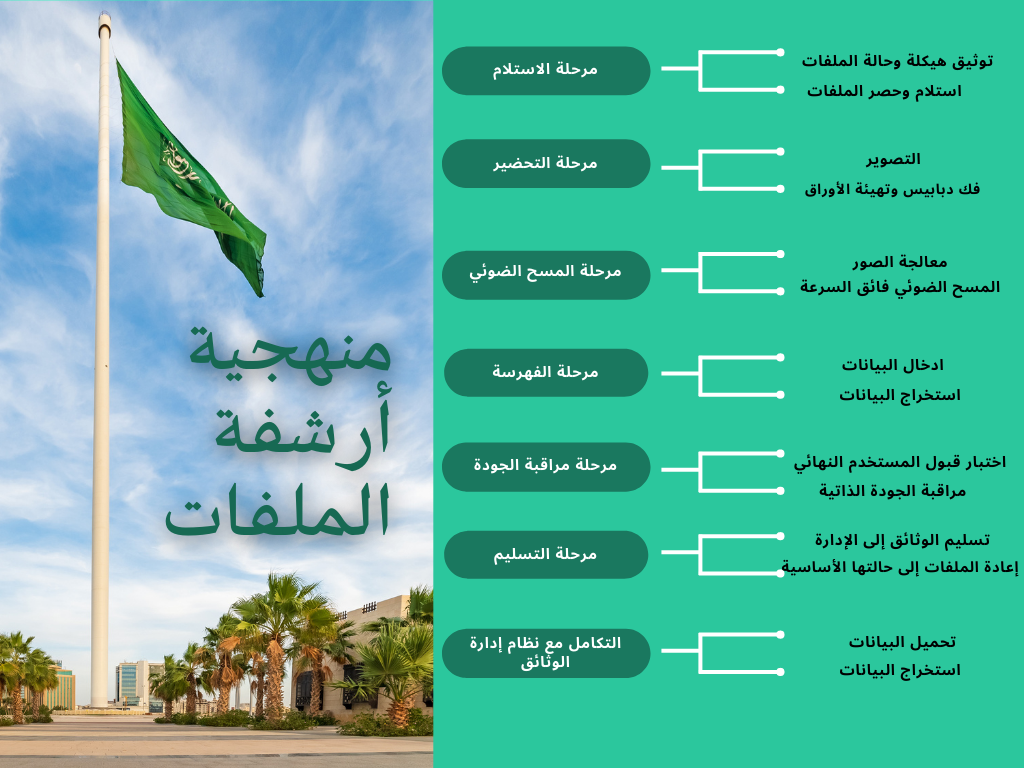 منهجية
أرشفة
الملفات
مرحلة الاستلام
توثيق هيكلة وحالة الملفات
استلام وحصر الملفات
مرحلة التحضير
التصوير
فك دبابيس وتهيئة الأوراق
مرحلة المسح الضوئي
معالجة الصور
المسح الضوئي فائق السرعة
مرحلة الفهرسة
ادخال البيانات
استخراج البيانات
مرحلة مراقبة الجودة
اختبار قبول المستخدم النهائي
مراقبة الجودة الذاتية
مرحلة التسليم
تسليم الوثائق إلى الإدارة
إعادة الملفات إلى حالتها الأساسية
التكامل مع نظام إدارة
الوثائق
تحميل البيانات
استخراج البيانات